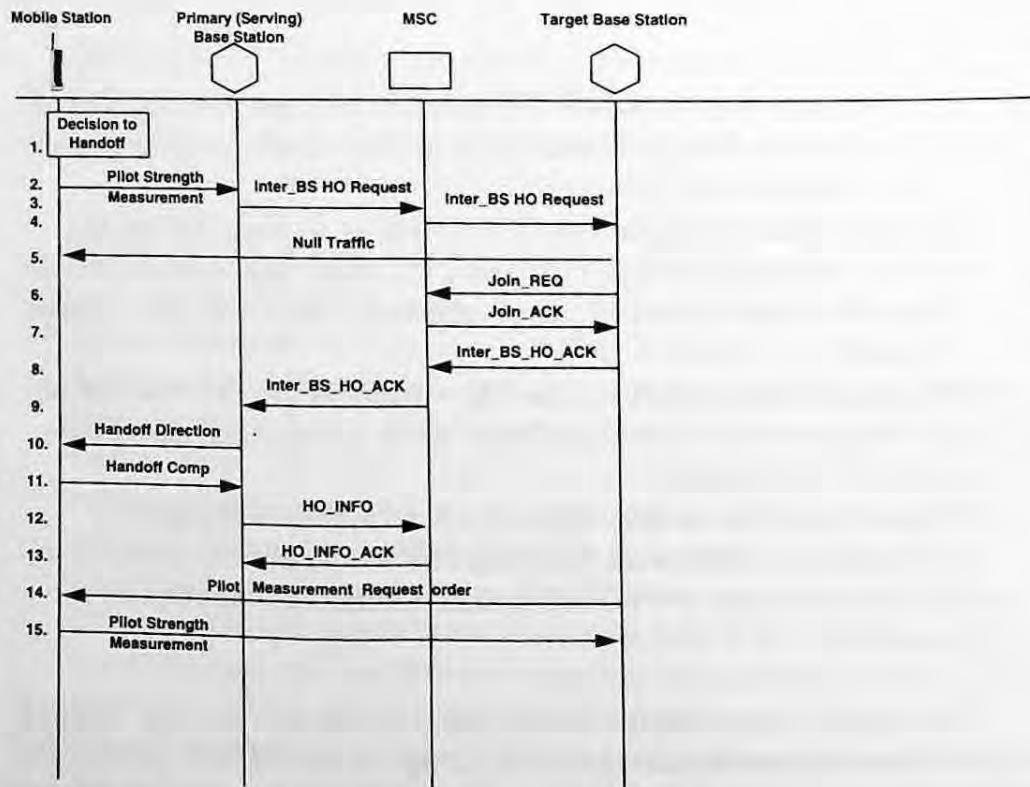 Mobile Station
Primary (Serving)
Base Station
MSC
Target Base Station
Decision to
Handoff
1.
2.
Pilot Strength
Measurement
3.
Inter_BS HO Request
4.
Inter_BS HO Request
5.
Null Traffic
6.
Join_REQ
7.
Join_ACK
8.
Inter_BS_HO_ACK
9.
Inter_BS_HO_ACK
10.
Handoff Direction
11.
Handoff Comp
12.
HO_INFO
13.
HO_INFO_ACK
14.
Pilot Measurement Request order
15.
Pilot Strength
Measurement